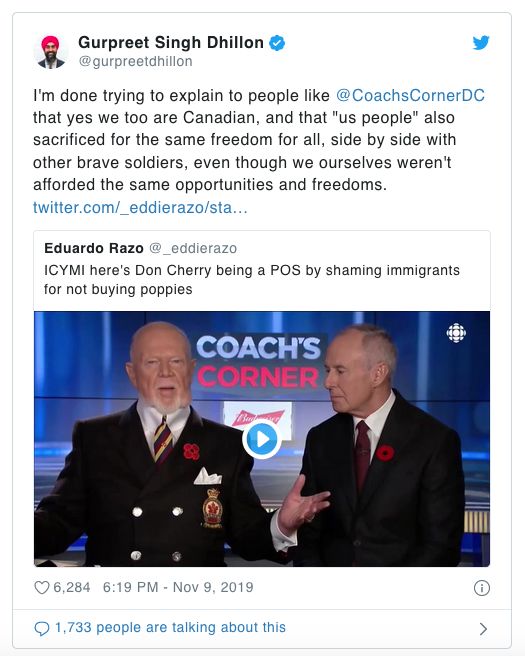 Gurpreet Singh Dhillon
@gurpreetdhillon
I'm done trying to explain to people like @CoachsCornerDC
that yes we too are Canadian, and that "us people" also
sacrificed for the same freedom for all, side by side with
other brave soldiers, even though we ourselves weren't
afforded the same opportunities and freedoms.
twitter.com/_eddierazo/sta…
Eduardo Razo @_eddierazo
ICYMI here's Don Cherry being a POS by shaming immigrants
for not buying poppies
COACH'S
CORNER
Budweiser
6,284 6:19 PM - Nov 9, 2019
1,733 people are talking about this